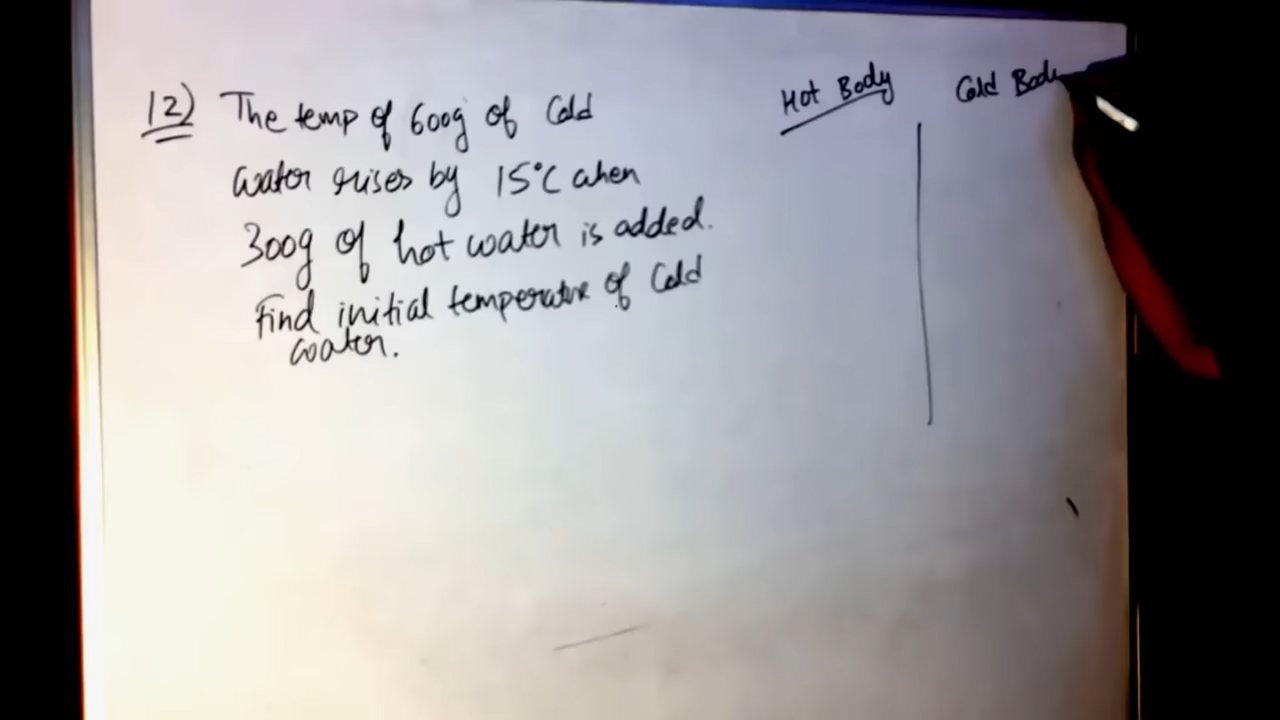 12) The temp of 600g of Cold
water rises by 15°C when
300g of hot water is added.
Find initial temperature of Cold
water.
Hot Body
Cold Body